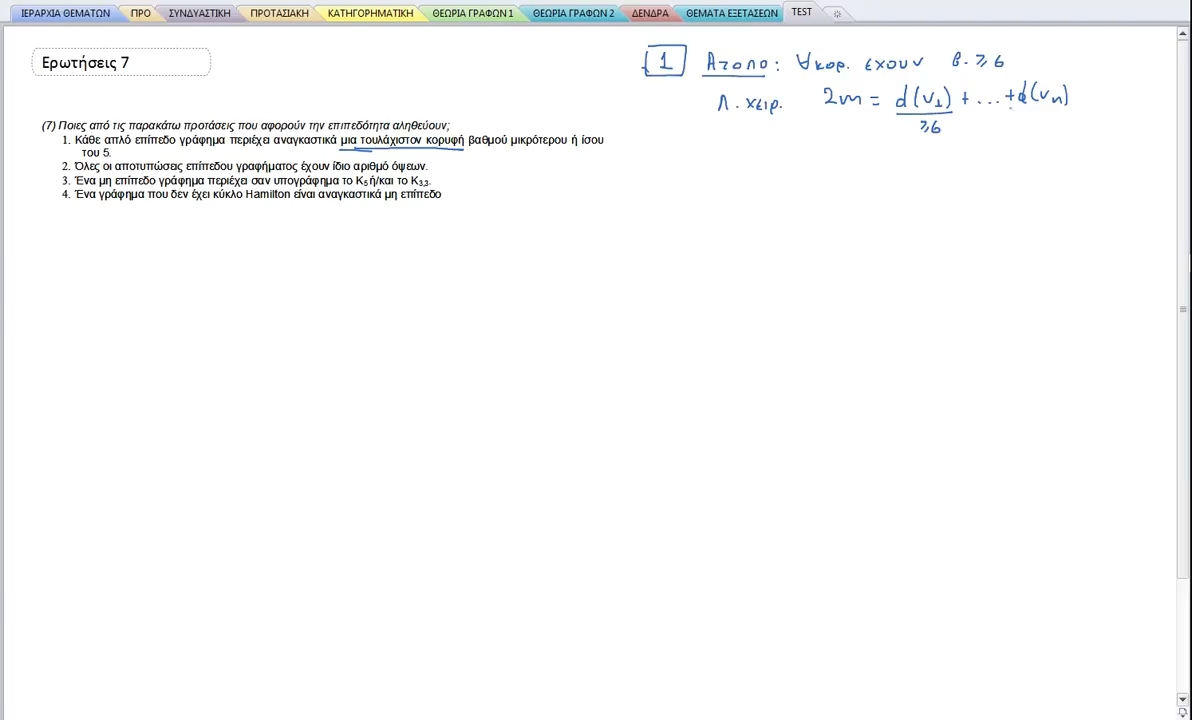 ΙΕΡΑΡΧΙΑ ΘΕΜΑΤΩΝ ΠΡΟ ΣΥΝΔΥΑΣΤΙΚΗ ΠΡΟΤΑΣΙΑΚΗ ΚΑΤΗΓΟΡΗΜΑΤΙΚΗ ΘΕΩΡΙΑ ΓΡΑΦΩΝ 1 ΘΕΩΡΙΑ ΓΡΑΦΩΝ 2 ΔΕΝΔΡΑ ΘΕΜΑΤΑ ΕΞΕΤΑΣΕΩΝ TEST
Ερωτήσεις 7
1 Άτοπο: ∀ κορ. έχουν β. ≥ 6
Λ. χειρ. 2m = d(v₁) + ... + d(vₙ)
≥6
(7) Ποιες από τις παρακάτω προτάσεις που αφορούν την επιπεδότητα αληθεύουν;
1. Κάθε απλό επίπεδο γράφημα περιέχει αναγκαστικά μια τουλάχιστον κορυφή βαθμού μικρότερου ή ίσου
του 5.
2. Όλες οι αποτυπώσεις επίπεδου γραφήματος έχουν ίδιο αριθμό όψεων.
3. Ένα μη επίπεδο γράφημα περιέχει σαν υπογράφημα το K₅ ή/και το K₃,₃.
4. Ένα γράφημα που δεν έχει κύκλο Hamilton είναι αναγκαστικά μη επίπεδο